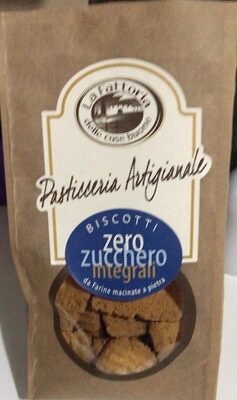 La Fattoria
delle cose buone
Pasticceria Artigianale
BISCOTTI
zero
zucchero
integrali
da farine macinate a pietra